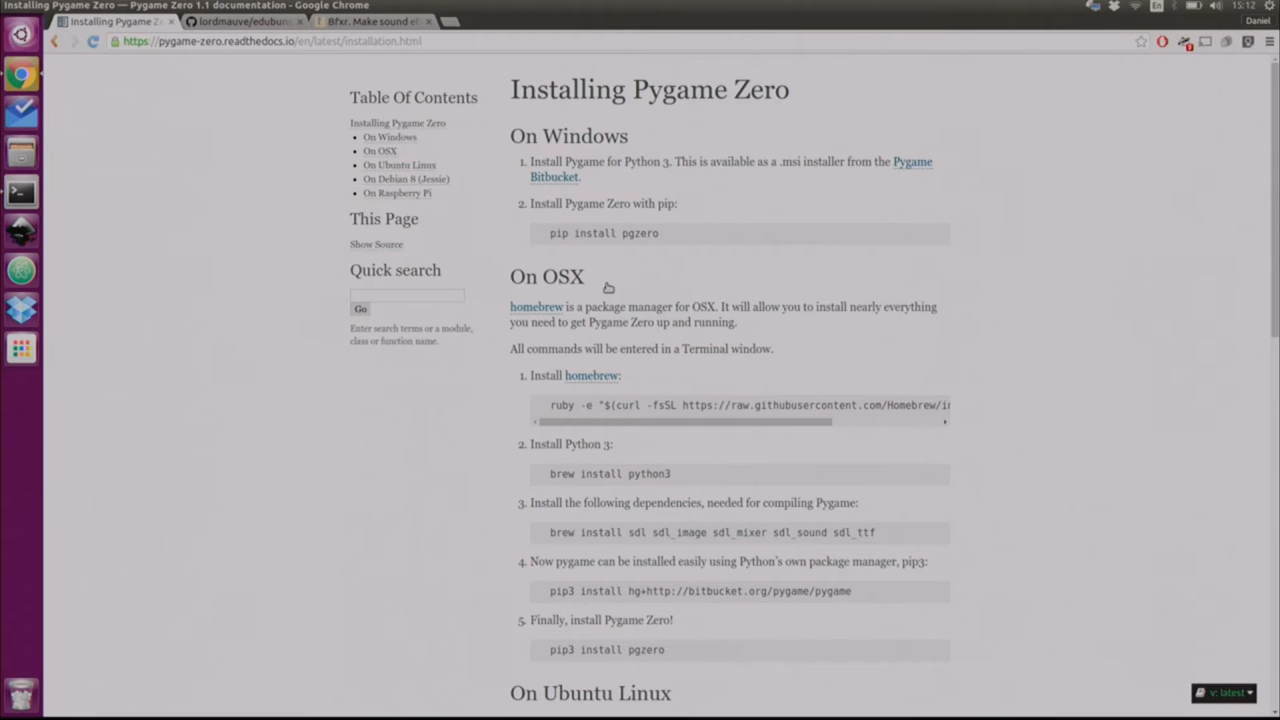 Installing Pygame Zero — Pygame Zero 1.1 documentation - Google Chrome
En
15:12
Installing Pygame Ze
lordmauve/edubun
Bfxr. Make sound ef
Daniel
https://pygame-zero.readthedocs.io/en/latest/installation.html
Table Of Contents
Installing Pygame Zero
On Windows
On OSX
On Ubuntu Linux
On Debian 8 (Jessie)
On Raspberry Pi
This Page
Show Source
Quick search
Go
Enter search terms or a module,
class or function name.
Installing Pygame Zero
On Windows
1. Install Pygame for Python 3. This is available as a .msi installer from the Pygame
Bitbucket.
2. Install Pygame Zero with pip:
pip install pgzero
On OSX
homebrew is a package manager for OSX. It will allow you to install nearly everything
you need to get Pygame Zero up and running.
All commands will be entered in a Terminal window.
1. Install homebrew:
ruby -e "$(curl -fsSL https://raw.githubusercontent.com/Homebrew/in
2. Install Python 3:
brew install python3
3. Install the following dependencies, needed for compiling Pygame:
brew install sdl sdl_image sdl_mixer sdl_sound sdl_ttf
4. Now pygame can be installed easily using Python's own package manager, pip3:
pip3 install hg+http://bitbucket.org/pygame/pygame
5. Finally, install Pygame Zero!
pip3 install pgzero
On Ubuntu Linux
v: latest